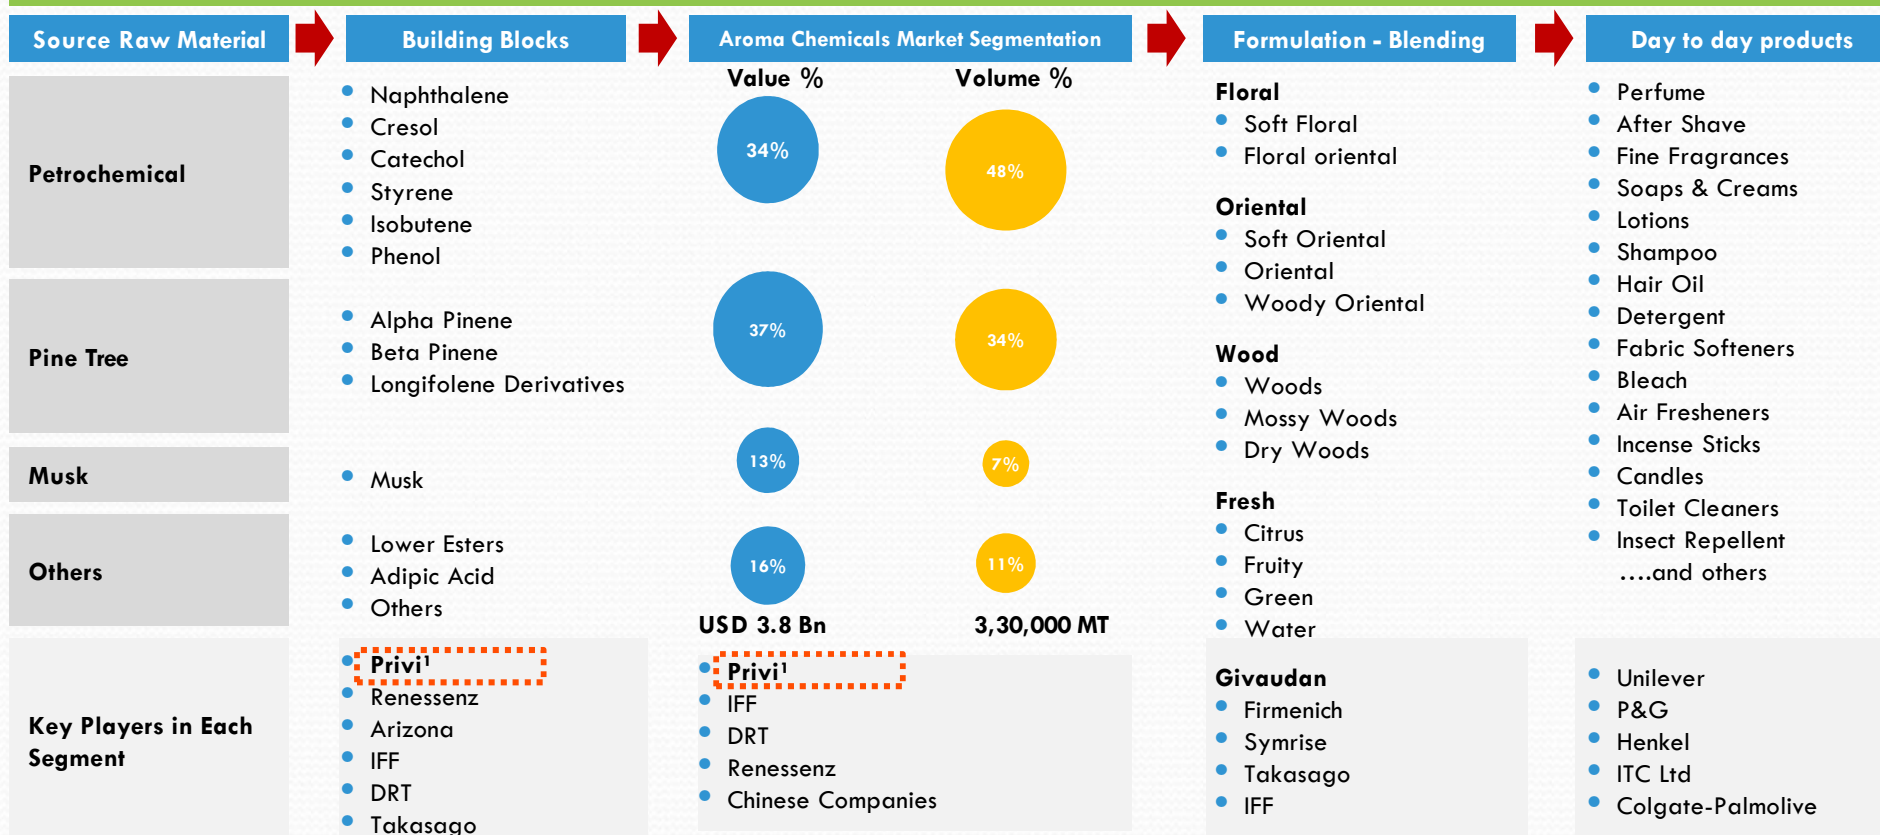 Source Raw Material
Building Blocks
Aroma Chemicals Market Segmentation
Formulation - Blending
Day to day products
Petrochemical
Pine Tree
Musk
Others
Key Players in Each
Segment
• Naphthalene
• Cresol
• Catechol
• Styrene
• Isobutene
• Phenol
• Alpha Pinene
• Beta Pinene
• Longifolene Derivatives
• Musk
• Lower Esters
• Adipic Acid
• Others
• Privi¹
• Renessenz
• Arizona
• IFF
• DRT
• Takasago
Value %
Volume %
34%
48%
37%
34%
13%
7%
16%
11%
USD 3.8 Bn
3,30,000 MT
• Privi¹
• IFF
• DRT
• Renessenz
• Chinese Companies
Floral
• Soft Floral
• Floral oriental
Oriental
• Soft Oriental
• Oriental
• Woody Oriental
Wood
• Woods
• Mossy Woods
• Dry Woods
Fresh
• Citrus
• Fruity
• Green
• Water
Givaudan
• Firmenich
• Symrise
• Takasago
• IFF
• Perfume
• After Shave
• Fine Fragrances
• Soaps & Creams
• Lotions
• Shampoo
• Hair Oil
• Detergent
• Fabric Softeners
• Bleach
• Air Fresheners
• Incense Sticks
• Candles
• Toilet Cleaners
• Insect Repellent
....and others
• Unilever
• P&G
• Henkel
• ITC Ltd
• Colgate-Palmolive